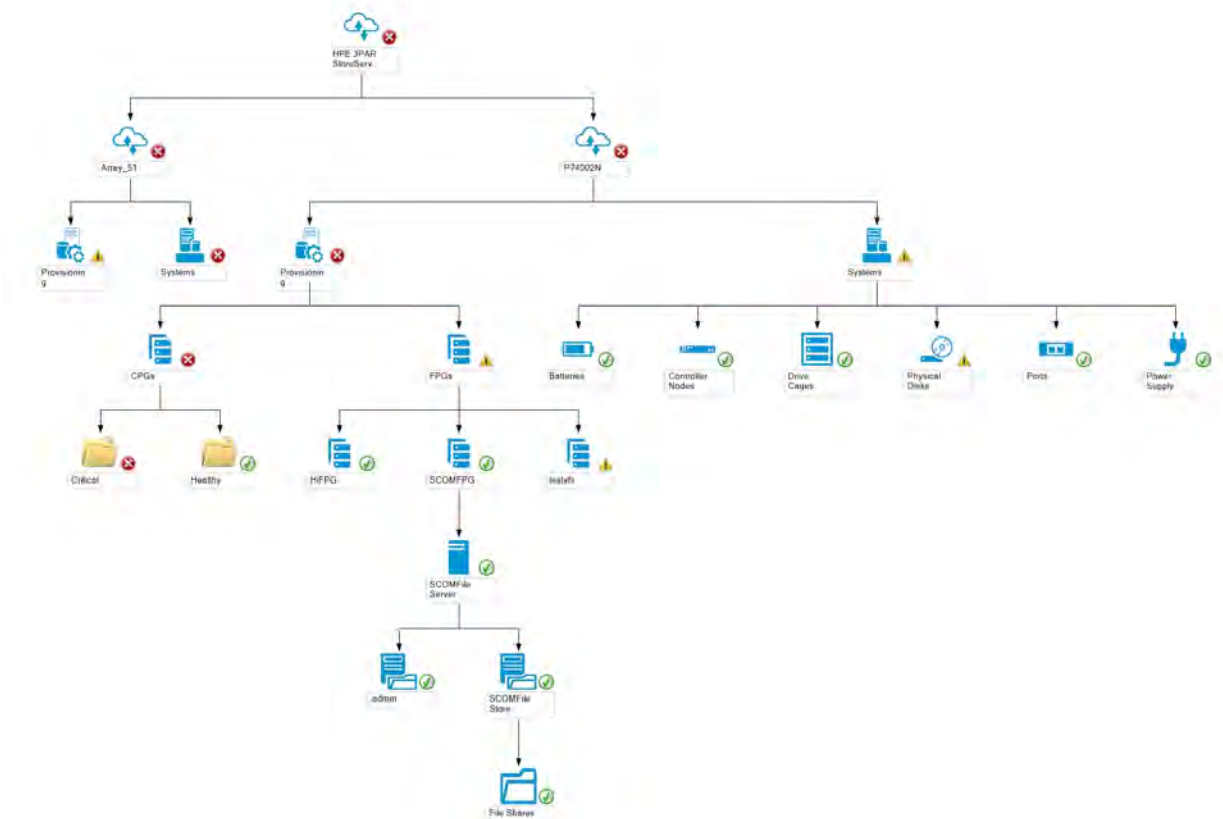 HPE 3PAR
StoreServ...
Array_51
P74002N
Provisionin
g
Systems
Provisionin
g
Systems
CPGs
FPGs
Batteries
Controller
Nodes
Drive
Cages
Physical
Disks
Ports
Power
Supply
Critical
Healthy
HiFPG
SCOMFPG
SCOMFile
Server
.admin
SCOMFile
Store
File Shares